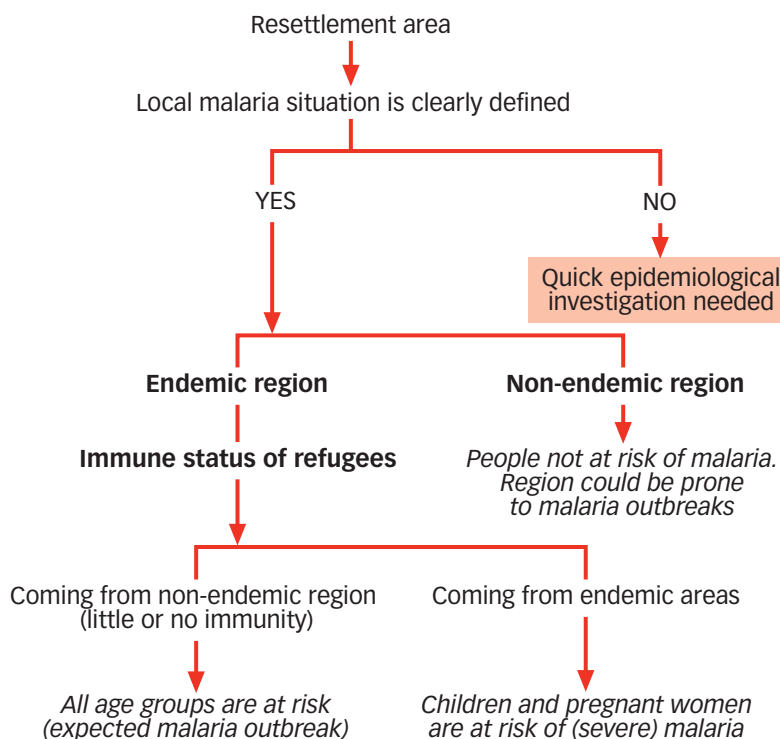 Resettlement area
Local malaria situation is clearly defined
YES
NO
Quick epidemiological
investigation needed
Endemic region
Non-endemic region
Immune status of refugees
People not at risk of malaria.
Region could be prone
to malaria outbreaks
Coming from non-endemic region
(little or no immunity)
Coming from endemic areas
All age groups are at risk
(expected malaria outbreak)
Children and pregnant women
are at risk of (severe) malaria